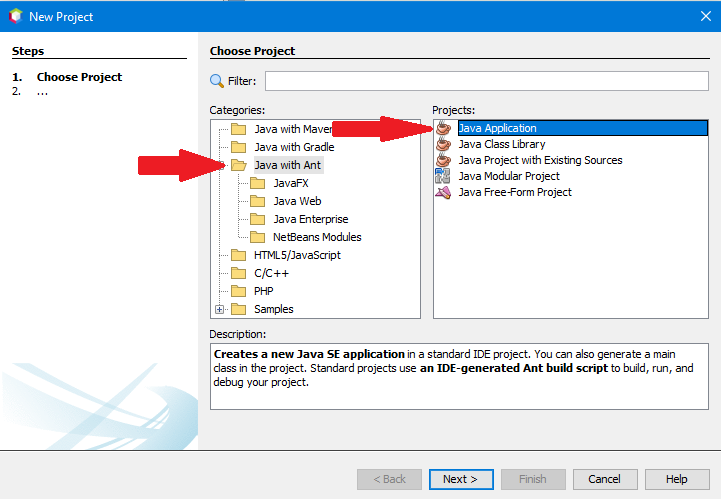 New Project
Steps
1. Choose Project
2. ...
Choose Project
Filter:
Categories:
Java with Maven
Java with Gradle
Java with Ant
JavaFX
Java Web
Java Enterprise
NetBeans Modules
HTML5/JavaScript
C/C++
PHP
Samples
Projects:
Java Application
Java Class Library
Java Project with Existing Sources
Java Modular Project
Java Free-Form Project
Description:
Creates a new Java SE application in a standard IDE project. You can also generate a main
class in the project. Standard projects use an IDE-generated Ant build script to build, run, and
debug your project.
< Back
Next >
Finish
Cancel
Help